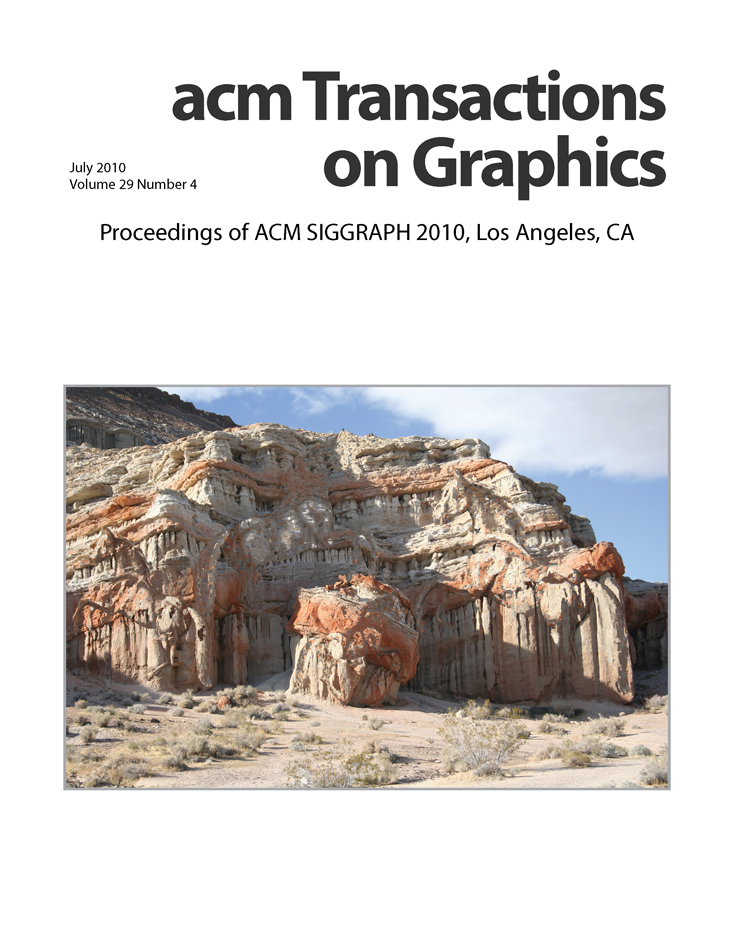 acm Transactions
on Graphics
July 2010
Volume 29 Number 4
Proceedings of ACM SIGGRAPH 2010, Los Angeles, CA